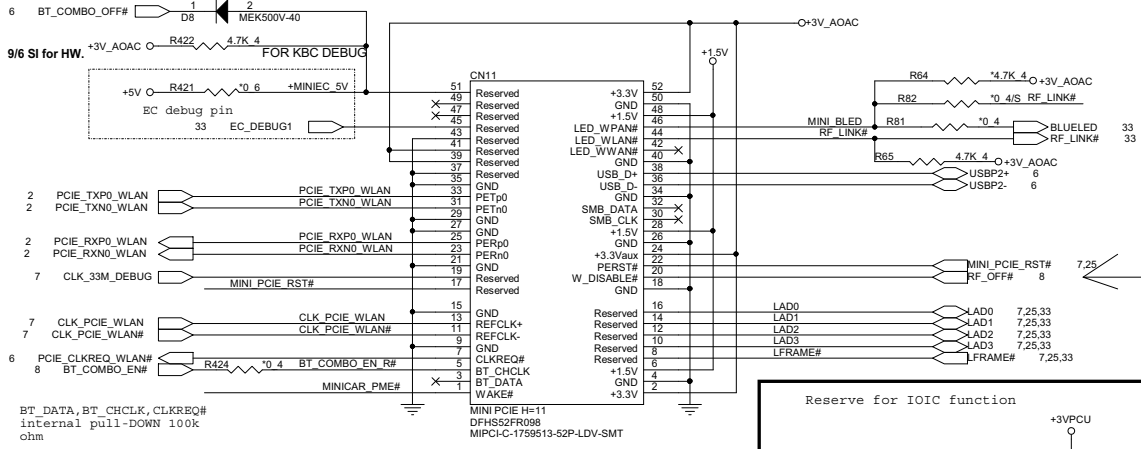 6 BT_COMBO_OFF# 1 2
D8 MEK500V-40
9/6 SI for HW. +3V_AOAC R422 4.7K_4
FOR KBC DEBUG
+5V R421 *0_6 +MINIEC_5V
EC debug pin
33 EC_DEBUG1
2 PCIE_TXP0_WLAN PCIE_TXP0_WLAN
2 PCIE_TXN0_WLAN PCIE_TXN0_WLAN
2 PCIE_RXP0_WLAN PCIE_RXP0_WLAN
2 PCIE_RXN0_WLAN PCIE_RXN0_WLAN
7 CLK_33M_DEBUG
MINI_PCIE_RST#
7 CLK_PCIE_WLAN CLK_PCIE_WLAN
7 CLK_PCIE_WLAN# CLK_PCIE_WLAN#
6 PCIE_CLKREQ_WLAN#
8 BT_COMBO_EN# R424 *0_4 BT_COMBO_EN_R#
MINICAR_PME#
BT_DATA,BT_CHCLK,CLKREQ#
internal pull-DOWN 100k
ohm
CN11
51 Reserved +3.3V 52
49 Reserved GND 50
47 Reserved +1.5V 48
45 Reserved LED_WPAN# 46
43 Reserved LED_WLAN# 44
41 Reserved LED_WWAN# 42
39 Reserved GND 40
37 Reserved USB_D+ 38
35 GND USB_D- 36
33 PETp0 GND 34
31 PETn0 SMB_DATA 32
29 GND SMB_CLK 30
27 GND +1.5V 28
25 PERp0 GND 26
23 PERn0 +3.3Vaux 24
21 GND PERST# 22
19 Reserved W_DISABLE# 20
17 Reserved GND 18
15 GND Reserved 16
13 REFCLK+ Reserved 14
11 REFCLK- Reserved 12
9 GND Reserved 10
7 CLKREQ# Reserved 8
5 BT_CHCLK +1.5V 6
3 BT_DATA GND 4
1 WAKE# +3.3V 2
MINI PCIE H=11
DFHS52FR098
MIPCI-C-1759513-52P-LDV-SMT
+3V_AOAC
+1.5V
R64 *4.7K_4 +3V_AOAC
R82 *0_4/S RF_LINK#
MINI_BLED R81 *0_4 BLUELED 33
RF_LINK# RF_LINK# 33
R65 4.7K_4 +3V_AOAC
USBP2+ 6
USBP2- 6
MINI_PCIE_RST# 7,25
RF_OFF# 8
LAD0 LAD0 7,25,33
LAD1 LAD1 7,25,33
LAD2 LAD2 7,25,33
LAD3 LAD3 7,25,33
LFRAME# LFRAME# 7,25,33
Reserve for IOIC function
+3VPCU